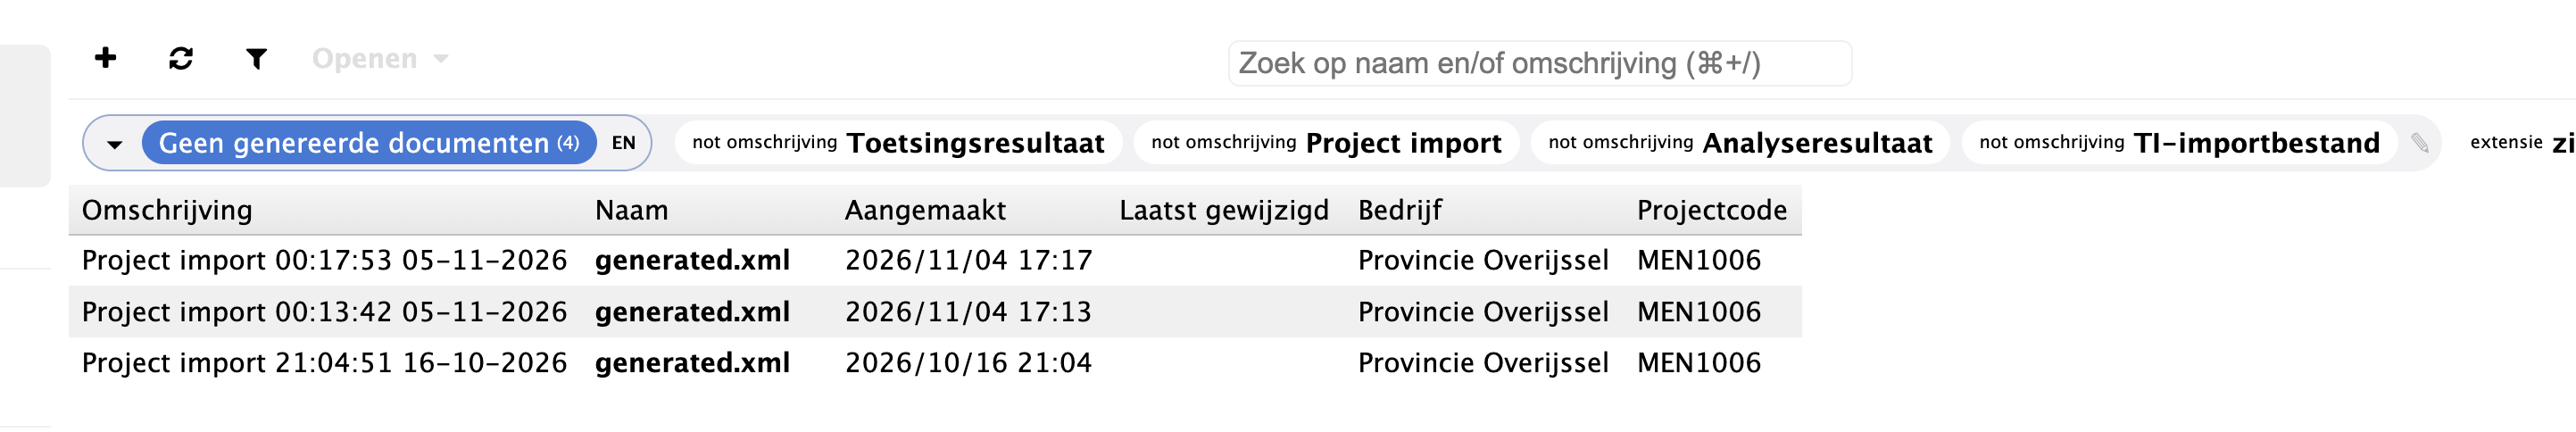 Openen
Zoek op naam en/of omschrijving (⌘+/)
Geen genereerde documenten (4) EN not omschrijving Toetsingsresultaat not omschrijving Project import not omschrijving Analyseresultaat not omschrijving TI-importbestand extensie zi
Omschrijving Naam Aangemaakt Laatst gewijzigd Bedrijf Projectcode
Project import 00:17:53 05-11-2026 generated.xml 2026/11/04 17:17 Provincie Overijssel MEN1006
Project import 00:13:42 05-11-2026 generated.xml 2026/11/04 17:13 Provincie Overijssel MEN1006
Project import 21:04:51 16-10-2026 generated.xml 2026/10/16 21:04 Provincie Overijssel MEN1006